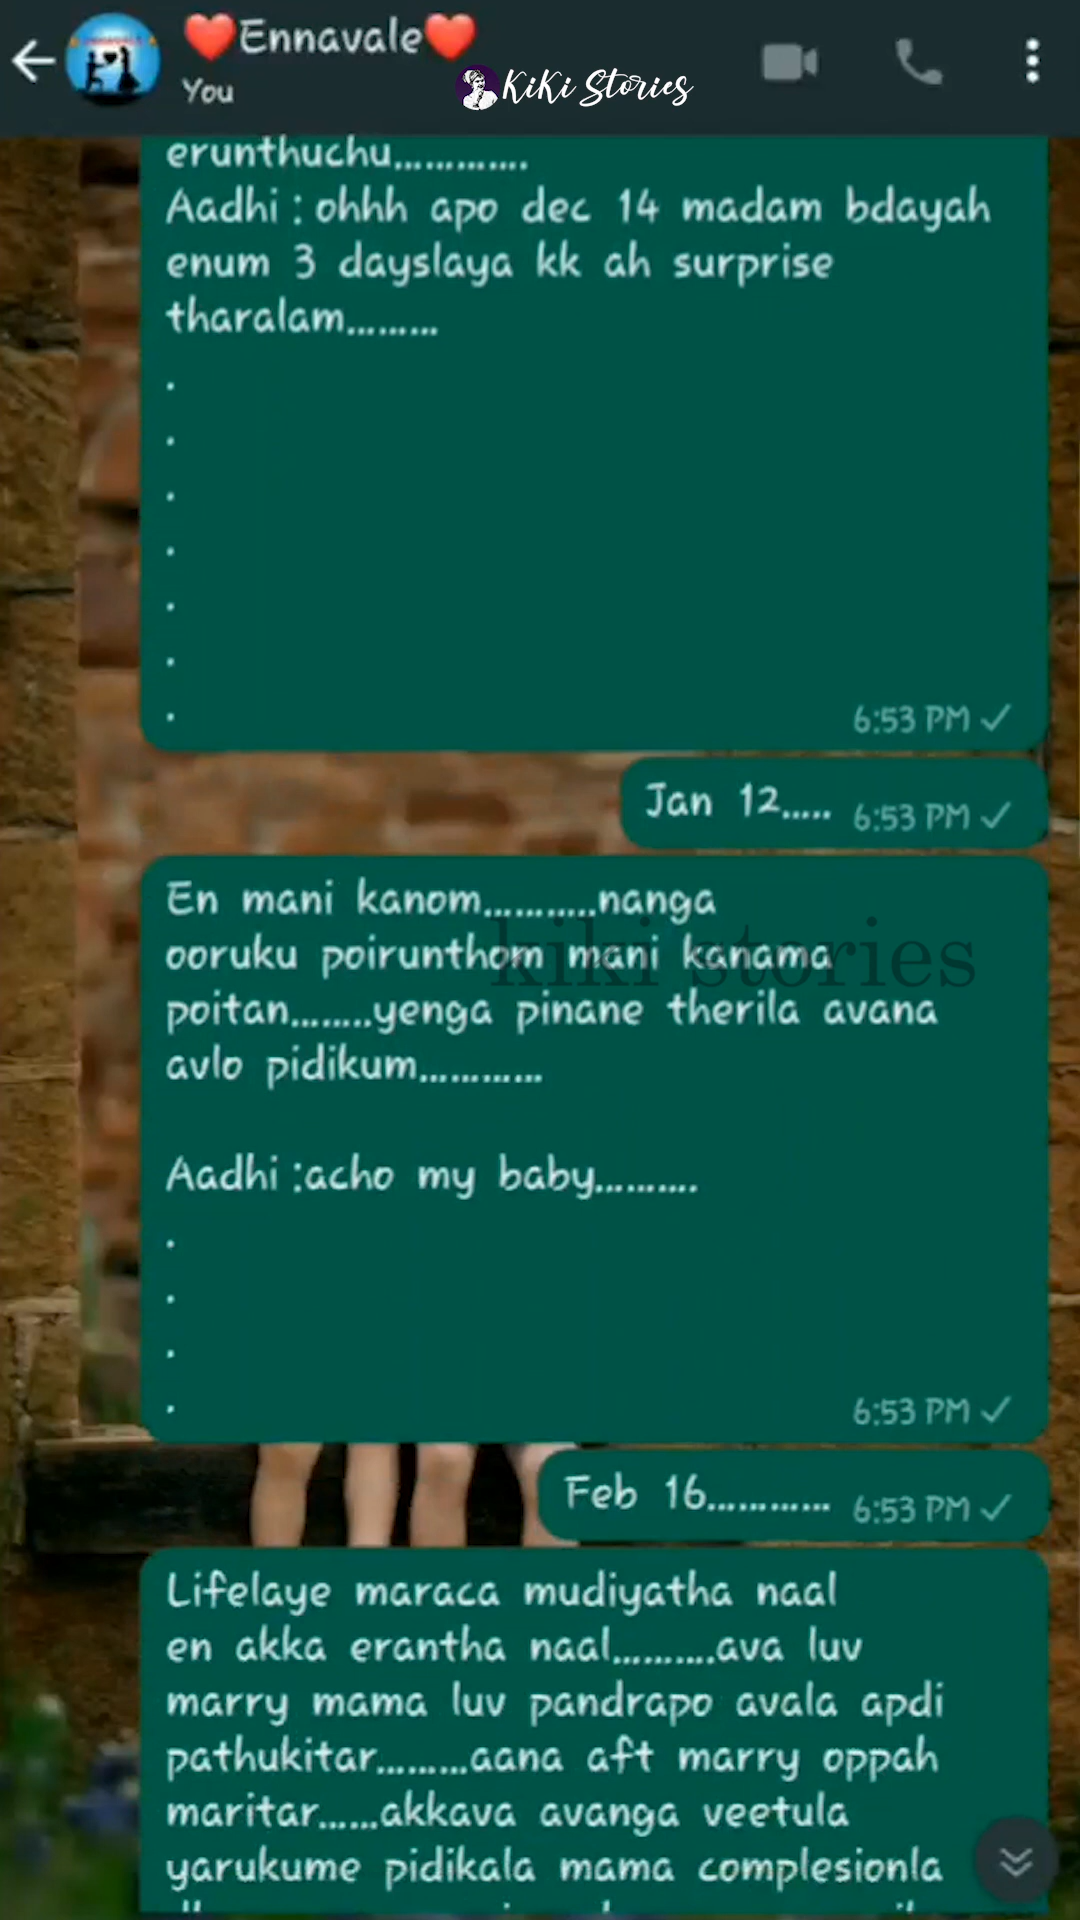 ❤️Ennavale❤️
You
KiKi Stories
erunthuchu.............
Aadhi : ohhh apo dec 14 madam bdayah
enum 3 dayslaya kk ah surprise
tharalam.........
.
.
.
.
.
.
.
6:53 PM
Jan 12..... 6:53 PM
En mani kanom...........nanga
ooruku poirunthom mani kanama
kiki stories
poitan........yenga pinane therila avana
avlo pidikum............
Aadhi :acho my baby..........
.
.
.
.
6:53 PM
Feb 16............ 6:53 PM
Lifelaye maraca mudiyatha naal
en akka erantha naal..........ava luv
marry mama luv pandrapo avala apdi
pathukitar.........aana aft marry oppah
maritar......akkava avanga veetula
yarukume pidikala mama complesionla